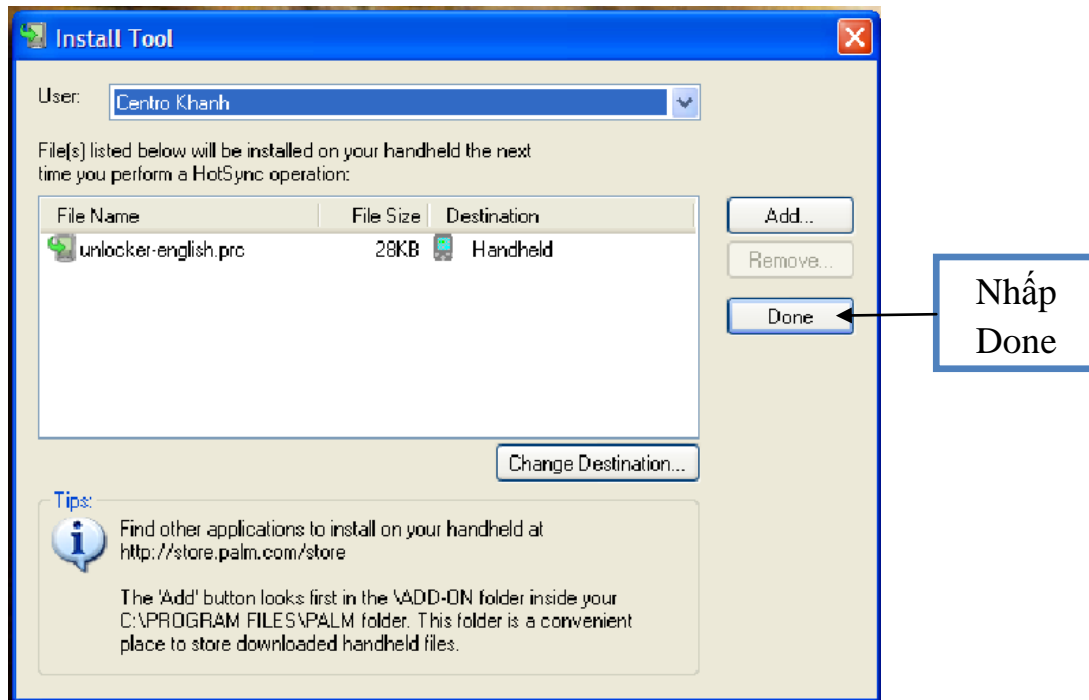 Install Tool
User: Centro Khanh
File(s) listed below will be installed on your handheld the next
time you perform a HotSync operation:
File Name File Size Destination
unlocker-english.prc 28KB Handheld
Add...
Remove...
Done
Nhấp
Done
Change Destination...
Tips:
Find other applications to install on your handheld at
http://store.palm.com/store
The 'Add' button looks first in the \ADD-ON folder inside your
C:\PROGRAM FILES\PALM folder. This folder is a convenient
place to store downloaded handheld files.